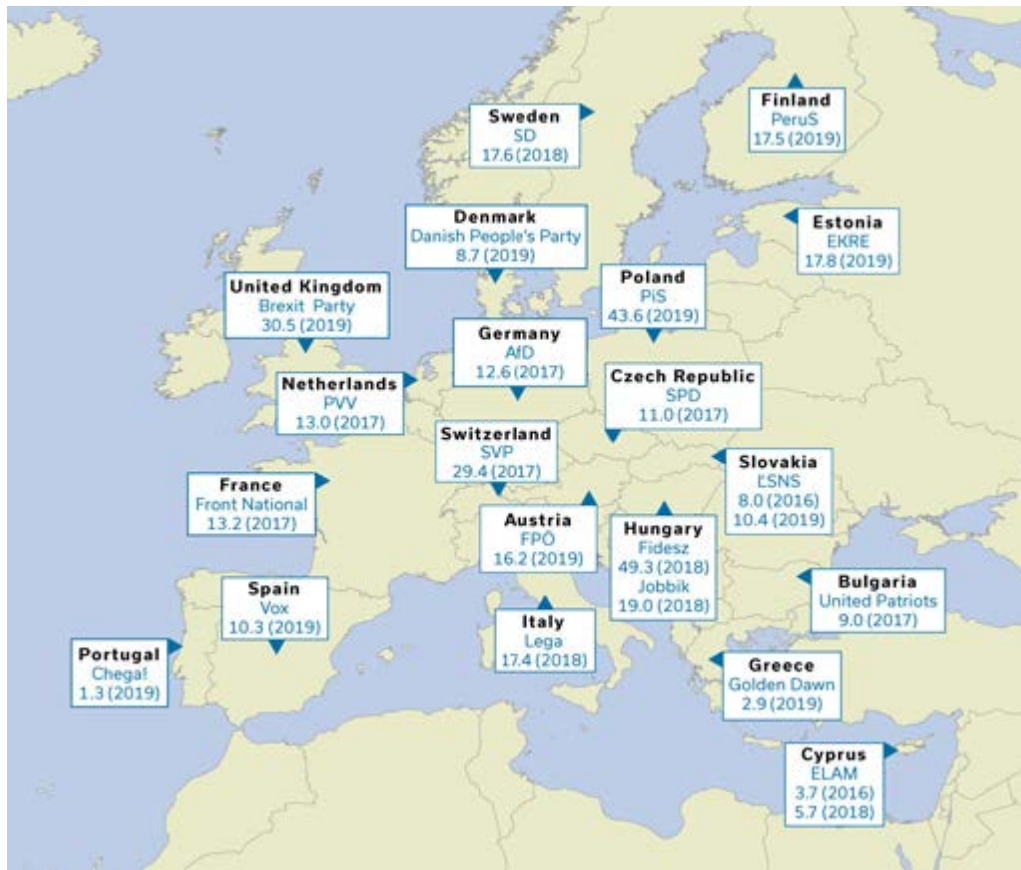 Finland
PeruS
17.5 (2019)
Sweden
SD
17.6 (2018)
Denmark
Danish People's Party
8.7 (2019)
Estonia
EKRE
17.8 (2019)
United Kingdom
Brexit Party
30.5 (2019)
Poland
PiS
43.6 (2019)
Germany
AfD
12.6 (2017)
Netherlands
PVV
13.0 (2017)
Czech Republic
SPD
11.0 (2017)
Switzerland
SVP
29.4 (2017)
Slovakia
ĽSNS
8.0 (2016)
10.4 (2019)
France
Front National
13.2 (2017)
Austria
FPÖ
16.2 (2019)
Hungary
Fidesz
49.3 (2018)
Jobbik
19.0 (2018)
Bulgaria
United Patriots
9.0 (2017)
Spain
Vox
10.3 (2019)
Italy
Lega
17.4 (2018)
Portugal
Chega!
1.3 (2019)
Greece
Golden Dawn
2.9 (2019)
Cyprus
ELAM
3.7 (2016)
5.7 (2018)